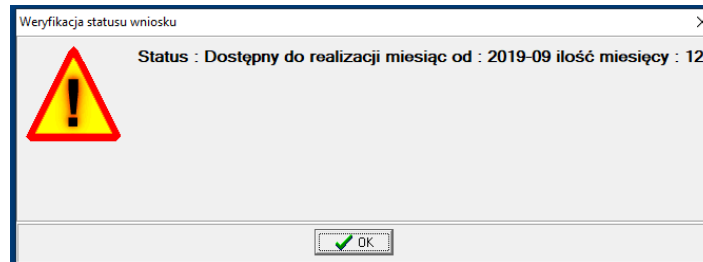 Weryfikacja statusu wniosku
Status : Dostępny do realizacji miesiąc od : 2019-09 ilość miesięcy : 12
OK